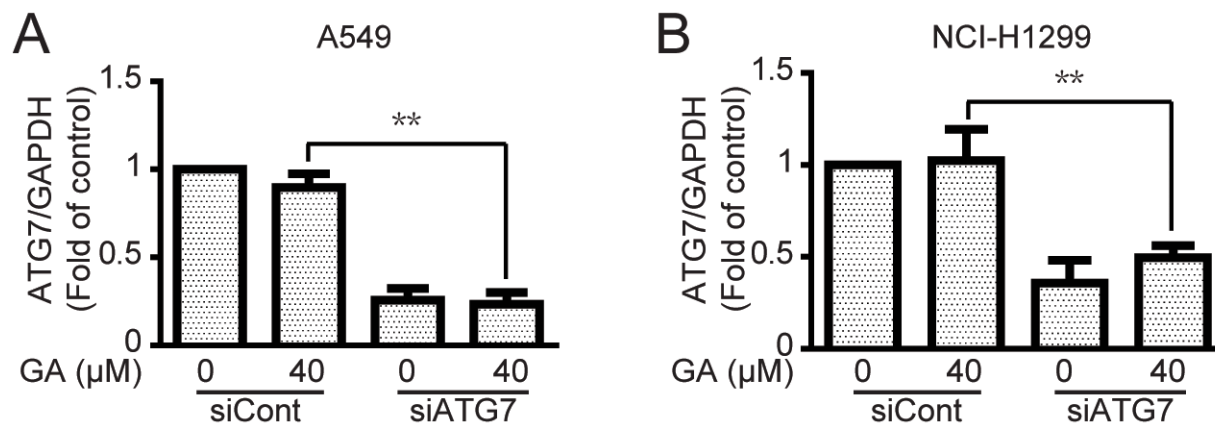 A
A549
ATG7/GAPDH
(Fold of control)
1.5
1
0.5
0
**
GA (µM) 0 40 0 40
siCont siATG7
B
NCI-H1299
ATG7/GAPDH
(Fold of control)
1.5
1.0
0.5
0
**
GA (µM) 0 40 0 40
siCont siATG7